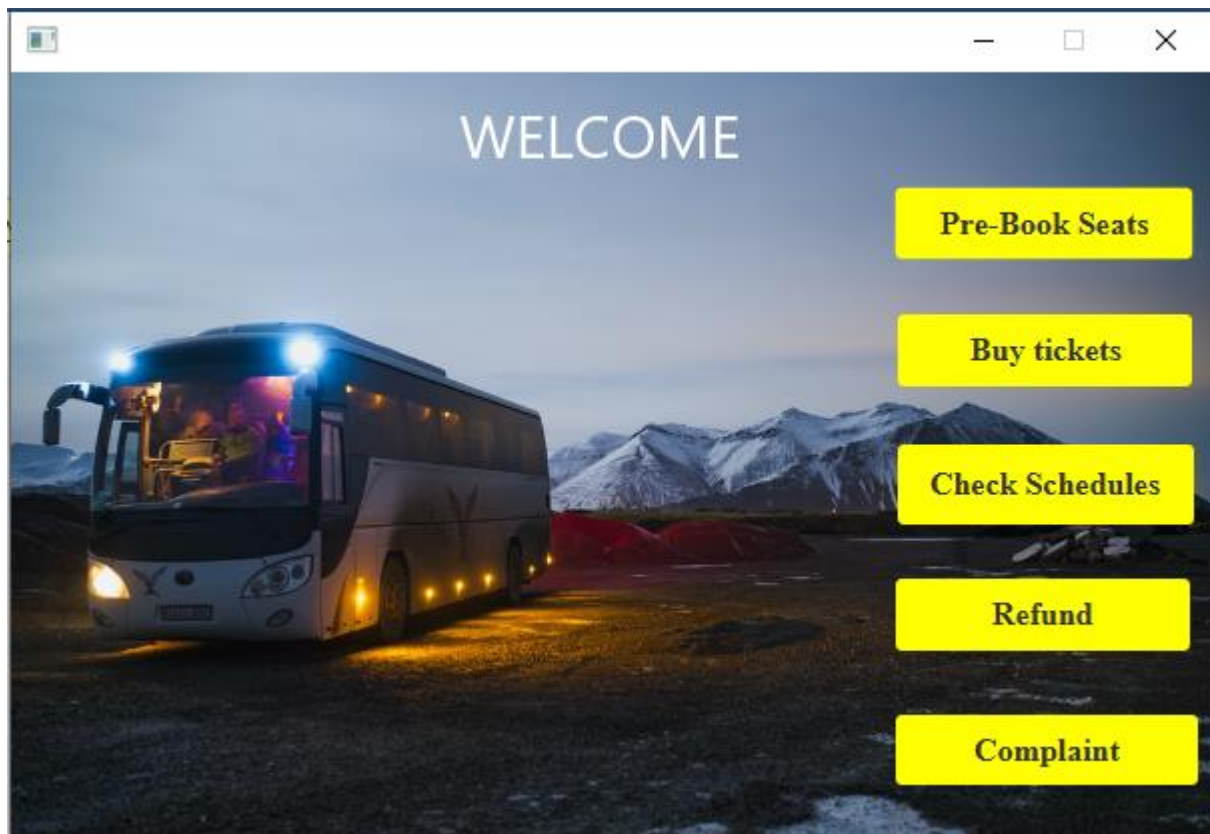 WELCOME
Pre-Book Seats
Buy tickets
Check Schedules
Refund
Complaint